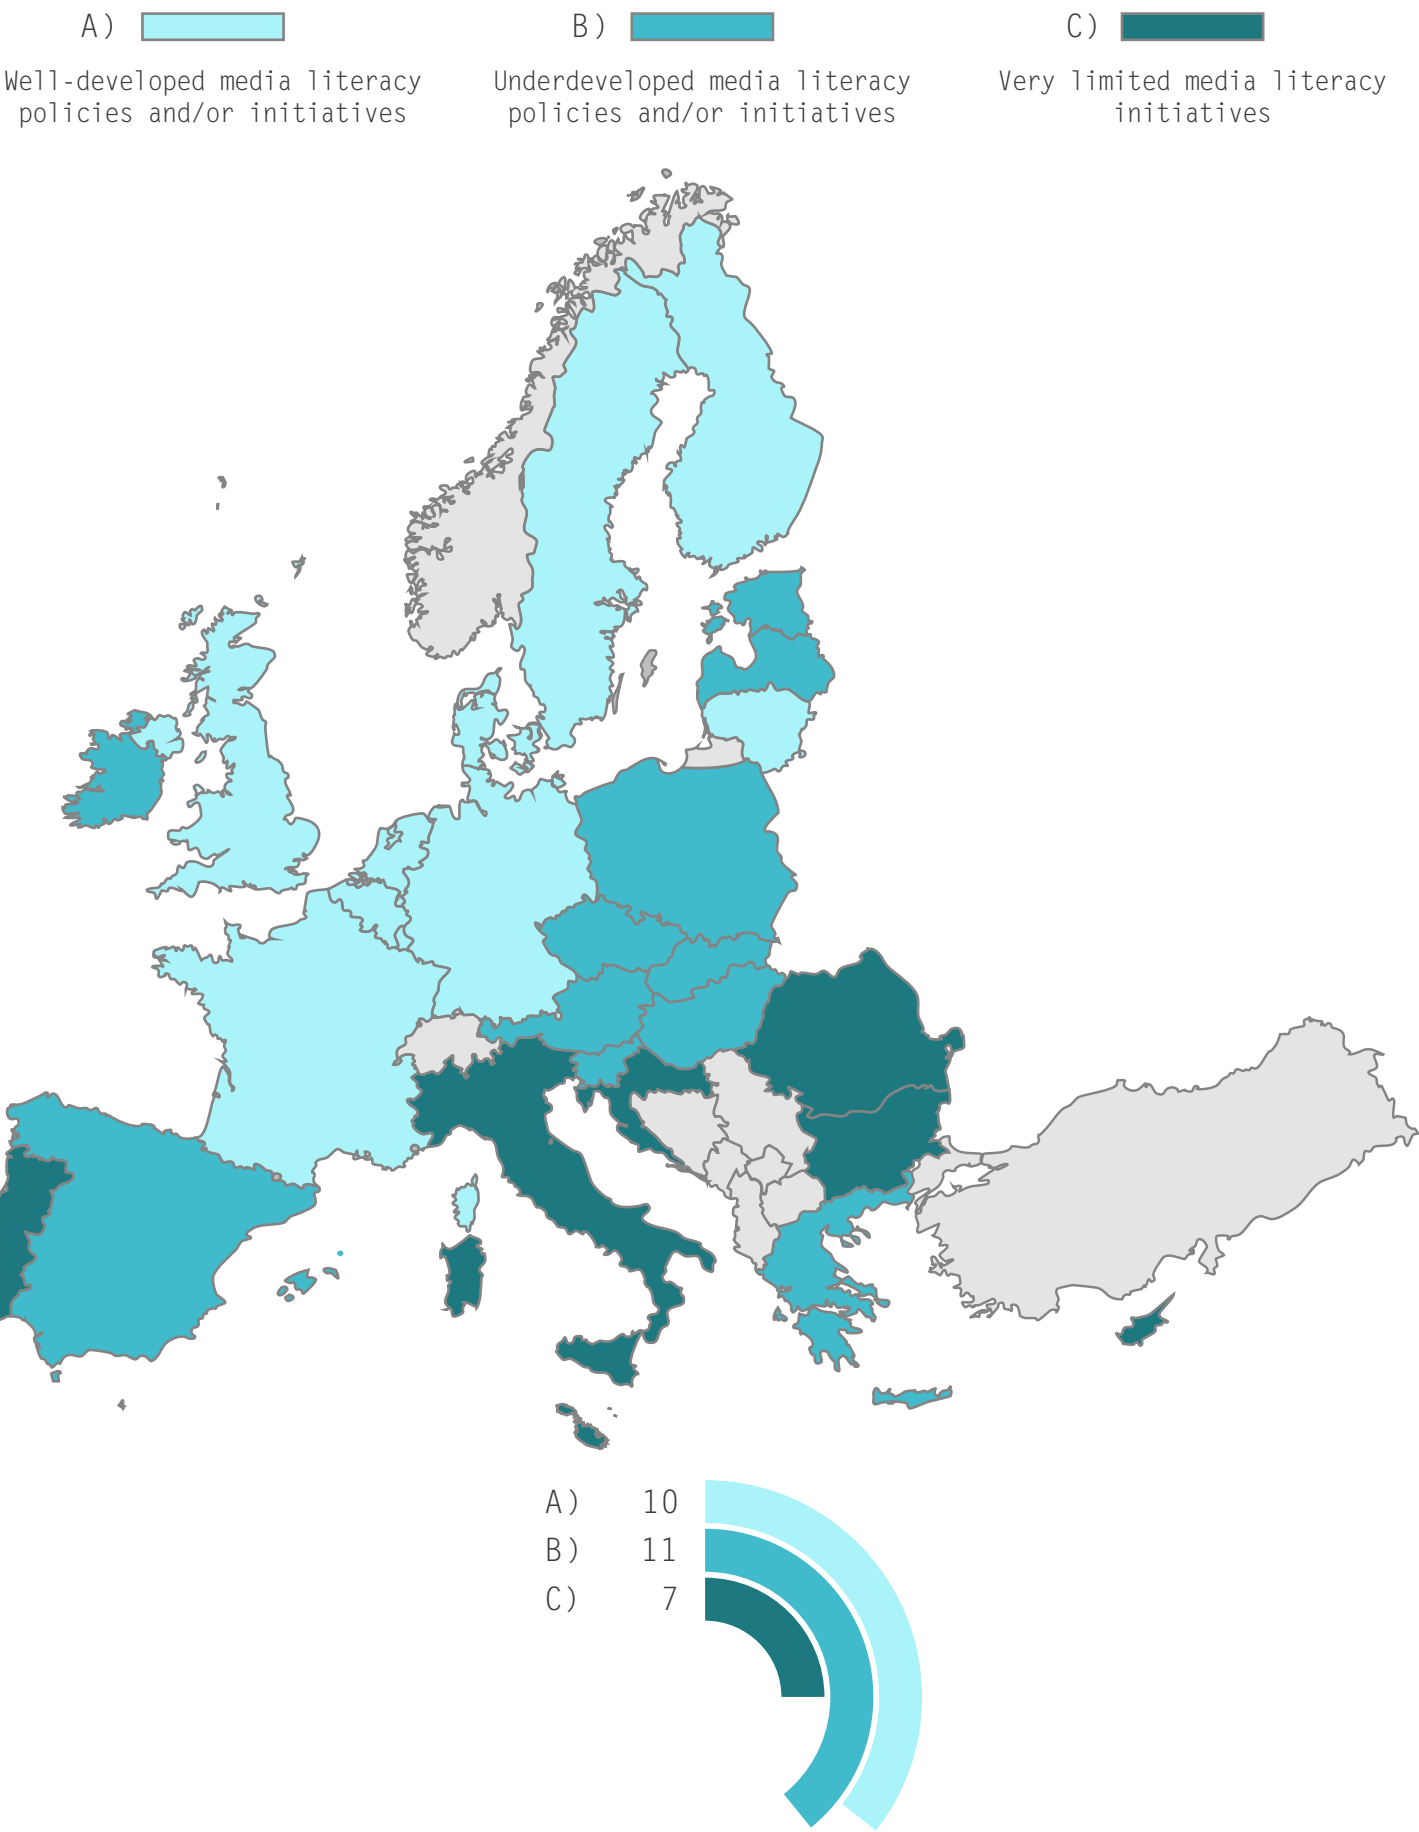 A)
Well-developed media literacy
policies and/or initiatives
B)
Underdeveloped media literacy
policies and/or initiatives
C)
Very limited media literacy
initiatives
A) 10
B) 11
C) 7